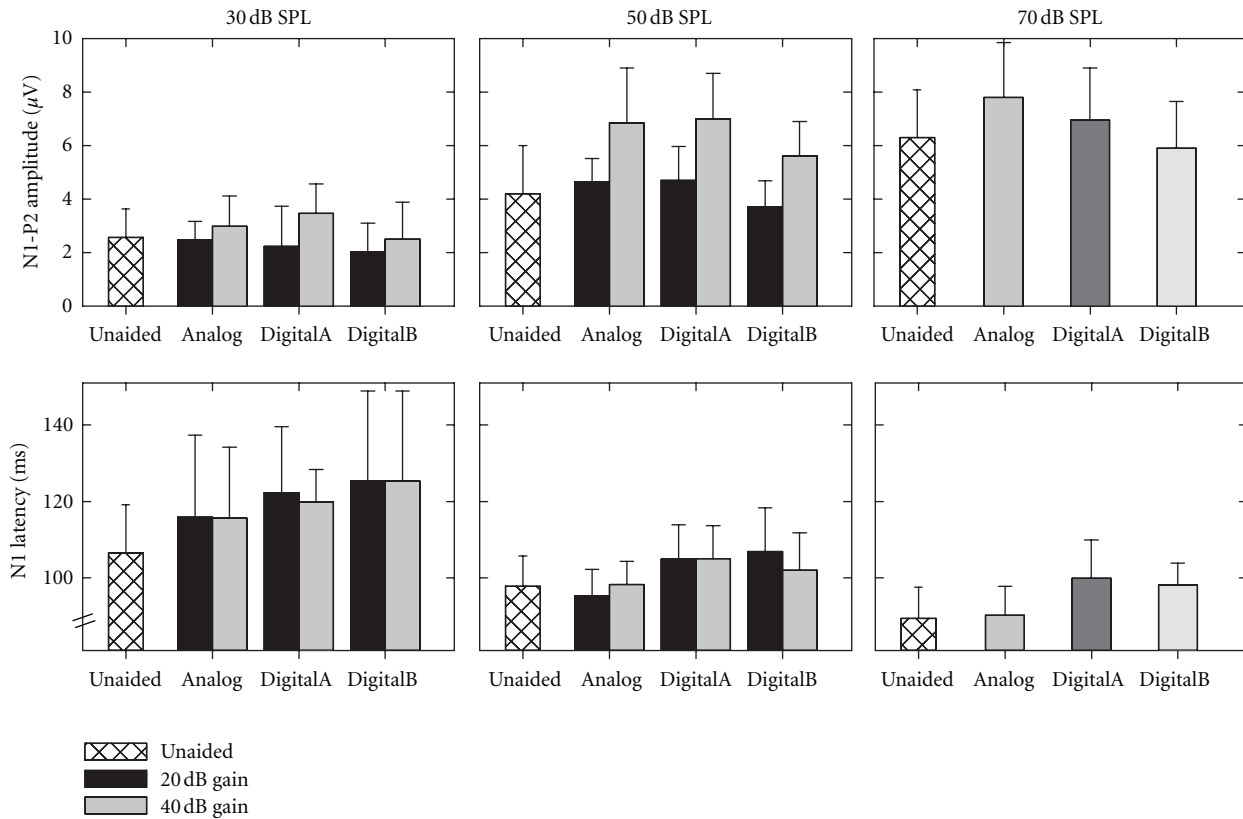 30 dB SPL
50 dB SPL
70 dB SPL
N1-P2 amplitude (μV)
10
8
6
4
2
0
Unaided Analog DigitalA DigitalB
Unaided Analog DigitalA DigitalB
Unaided Analog DigitalA DigitalB
N1 latency (ms)
140
120
100
Unaided Analog DigitalA DigitalB
Unaided Analog DigitalA DigitalB
Unaided Analog DigitalA DigitalB
Unaided
20 dB gain
40 dB gain